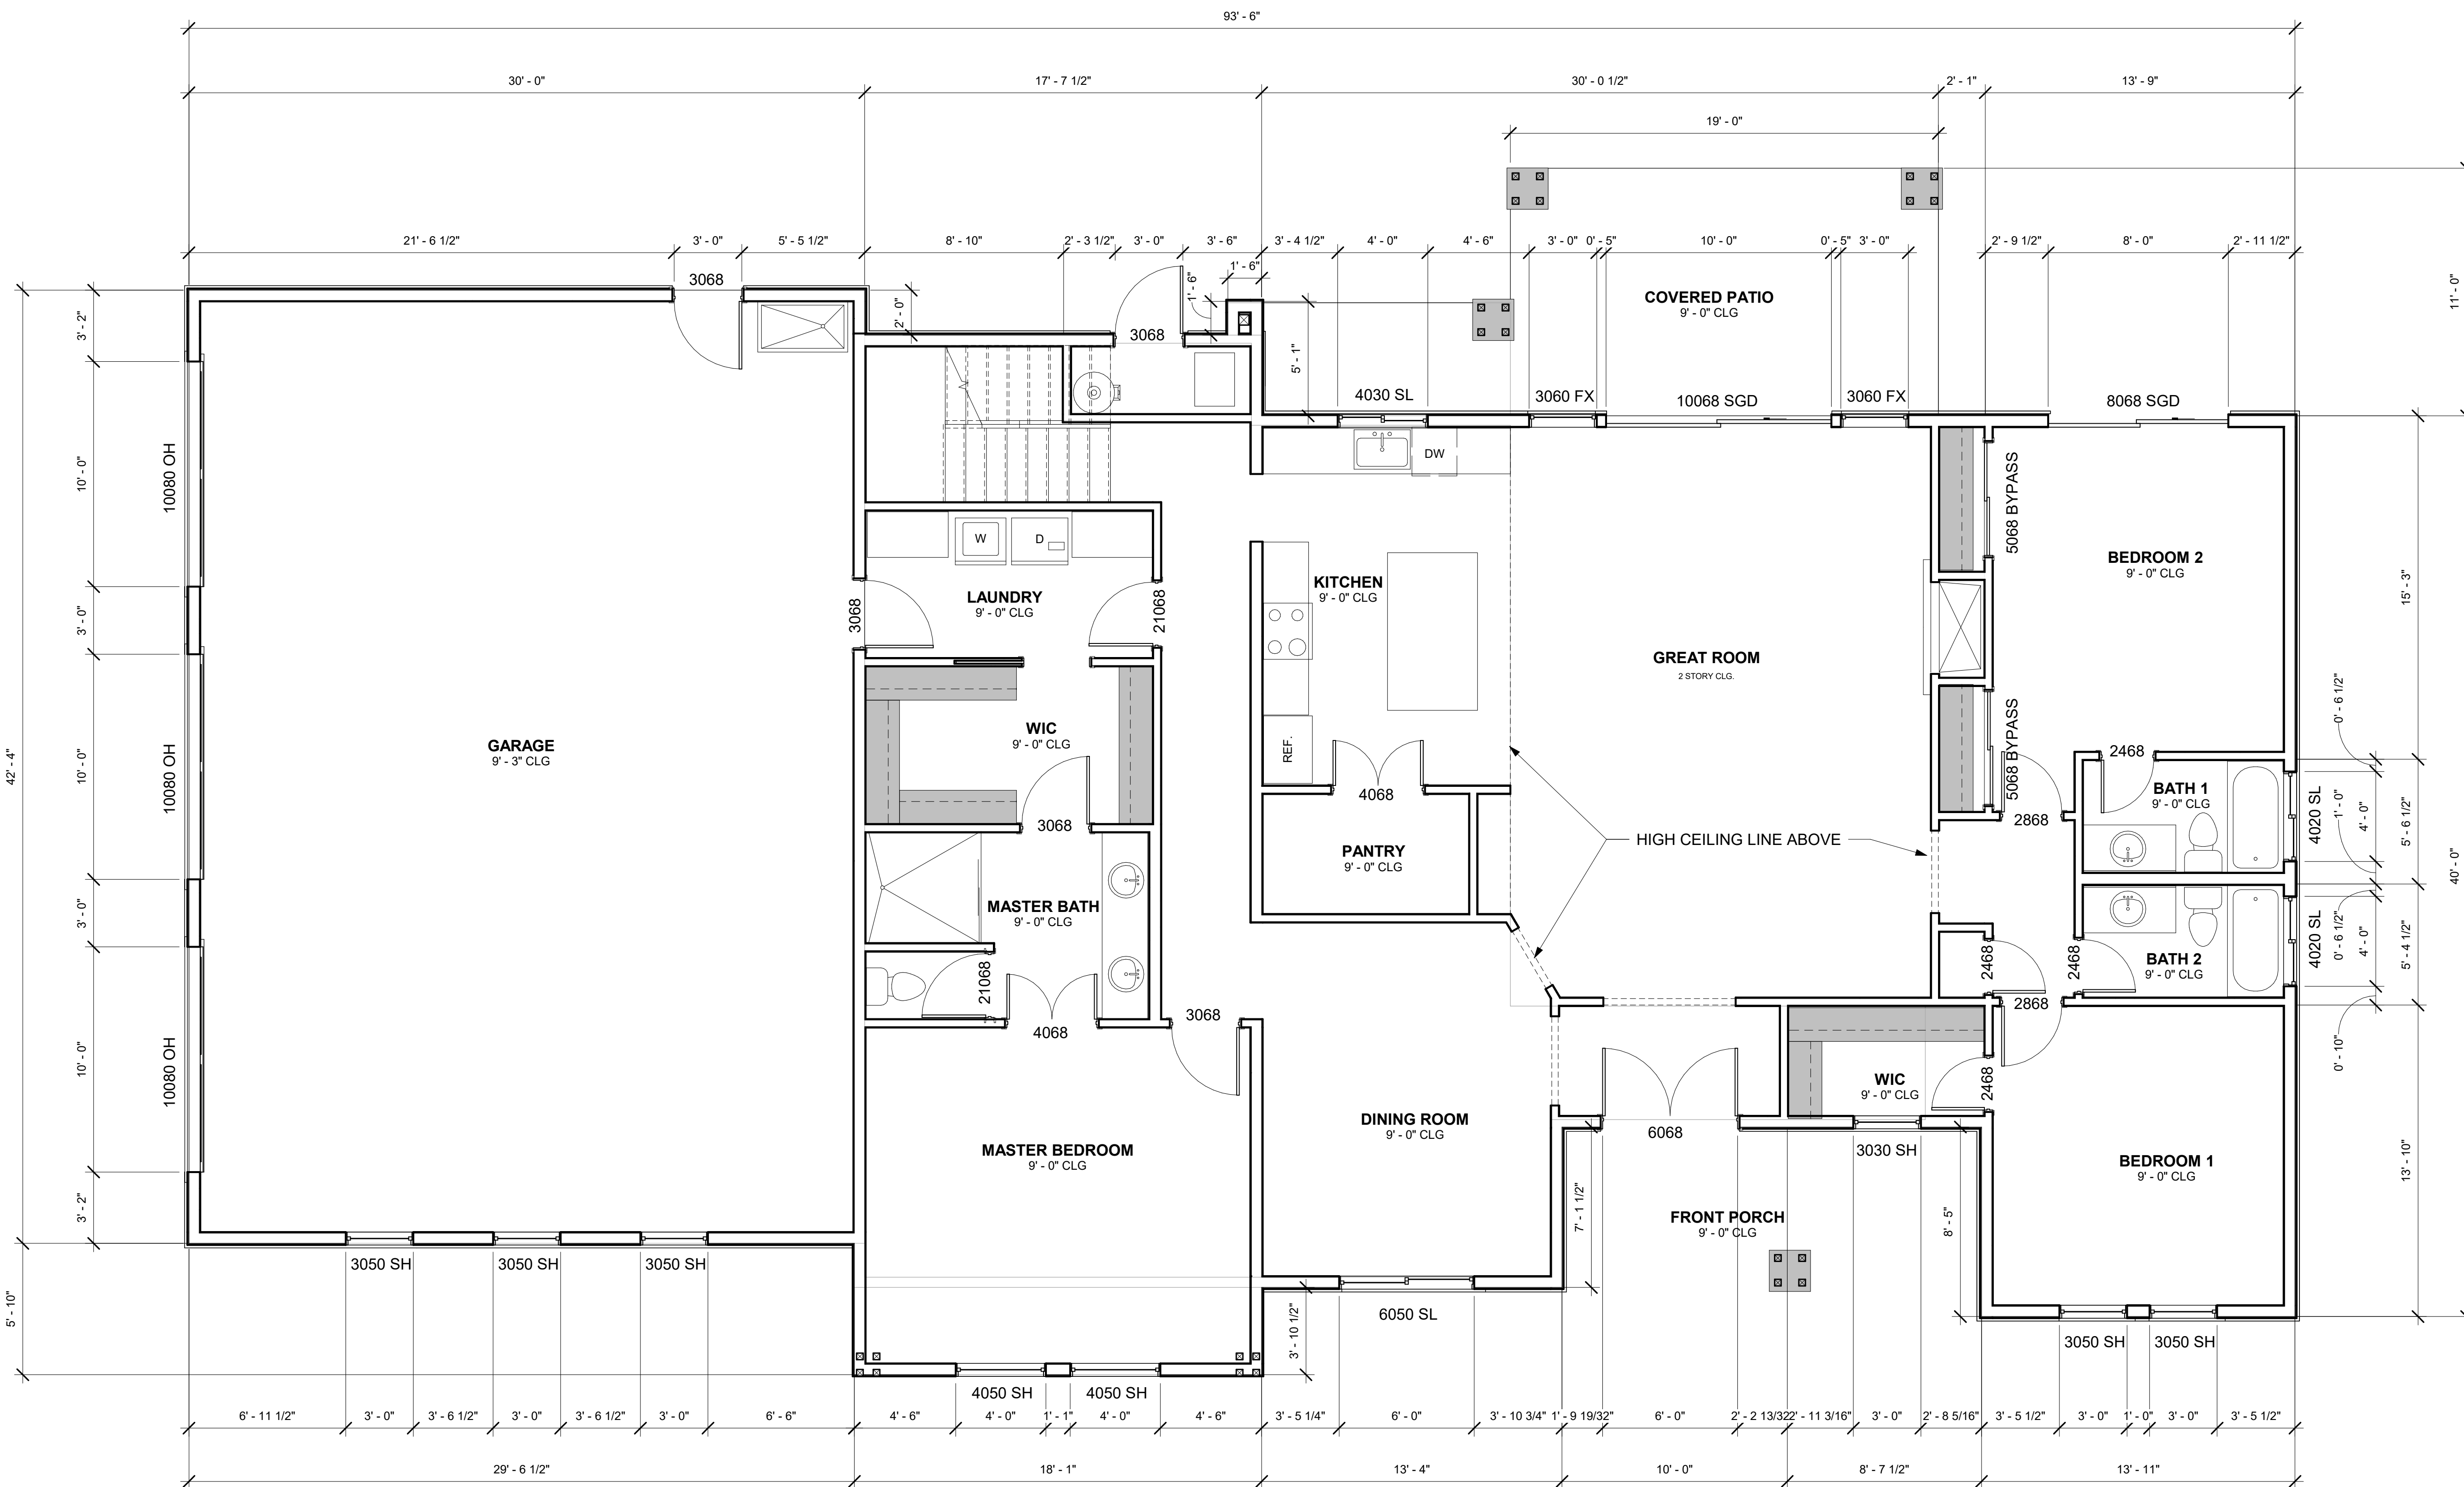 93' - 6"
30' - 0"
17' - 7 1/2"
30' - 0 1/2"
2' - 1"
13' - 9"
19' - 0"
21' - 6 1/2"
3' - 0"
5' - 5 1/2"
8' - 10"
2' - 3 1/2"
3' - 0"
3' - 6"
3' - 4 1/2"
4' - 0"
4' - 6"
3' - 0"
0' - 5"
10' - 0"
0' - 5"
3' - 0"
2' - 9 1/2"
8' - 0"
2' - 11 1/2"
1' - 6"
1' - 6"
2' - 0"
5' - 1"
11' - 0"
3068
3068
COVERED PATIO
9' - 0" CLG
4030 SL
3060 FX
10068 SGD
3060 FX
8068 SGD
3' - 2"
10' - 0"
3' - 0"
10' - 0"
3' - 0"
10' - 0"
3' - 2"
42' - 4"
5' - 10"
10080 OH
10080 OH
10080 OH
GARAGE
9' - 3" CLG
W
D
LAUNDRY
9' - 0" CLG
3068
21068
WIC
9' - 0" CLG
3068
MASTER BATH
9' - 0" CLG
21068
4068
3068
MASTER BEDROOM
9' - 0" CLG
DW
KITCHEN
9' - 0" CLG
REF.
4068
PANTRY
9' - 0" CLG
GREAT ROOM
2 STORY CLG.
HIGH CEILING LINE ABOVE
DINING ROOM
9' - 0" CLG
6068
FRONT PORCH
9' - 0" CLG
5068 BYPASS
5068 BYPASS
BEDROOM 2
9' - 0" CLG
2468
BATH 1
9' - 0" CLG
2868
4020 SL
4020 SL
BATH 2
9' - 0" CLG
2468
2468
2868
2468
WIC
9' - 0" CLG
3030 SH
BEDROOM 1
9' - 0" CLG
15' - 3"
0' - 6 1/2"
1' - 0"
4' - 0"
5' - 6 1/2"
0' - 6 1/2"
4' - 0"
5' - 4 1/2"
0' - 10"
13' - 10"
40' - 0"
7' - 1 1/2"
8' - 5"
3' - 10 1/2"
3050 SH
3050 SH
3050 SH
4050 SH
4050 SH
6050 SL
3050 SH
3050 SH
6' - 11 1/2"
3' - 0"
3' - 6 1/2"
3' - 0"
3' - 6 1/2"
3' - 0"
6' - 6"
4' - 6"
4' - 0"
1' - 1"
4' - 0"
4' - 6"
3' - 5 1/4"
6' - 0"
3' - 10 3/4"
1' - 9 19/32"
6' - 0"
2' - 2 13/32"
2' - 11 3/16"
3' - 0"
2' - 8 5/16"
3' - 5 1/2"
3' - 0"
1' - 0"
3' - 0"
3' - 5 1/2"
29' - 6 1/2"
18' - 1"
13' - 4"
10' - 0"
8' - 7 1/2"
13' - 11"